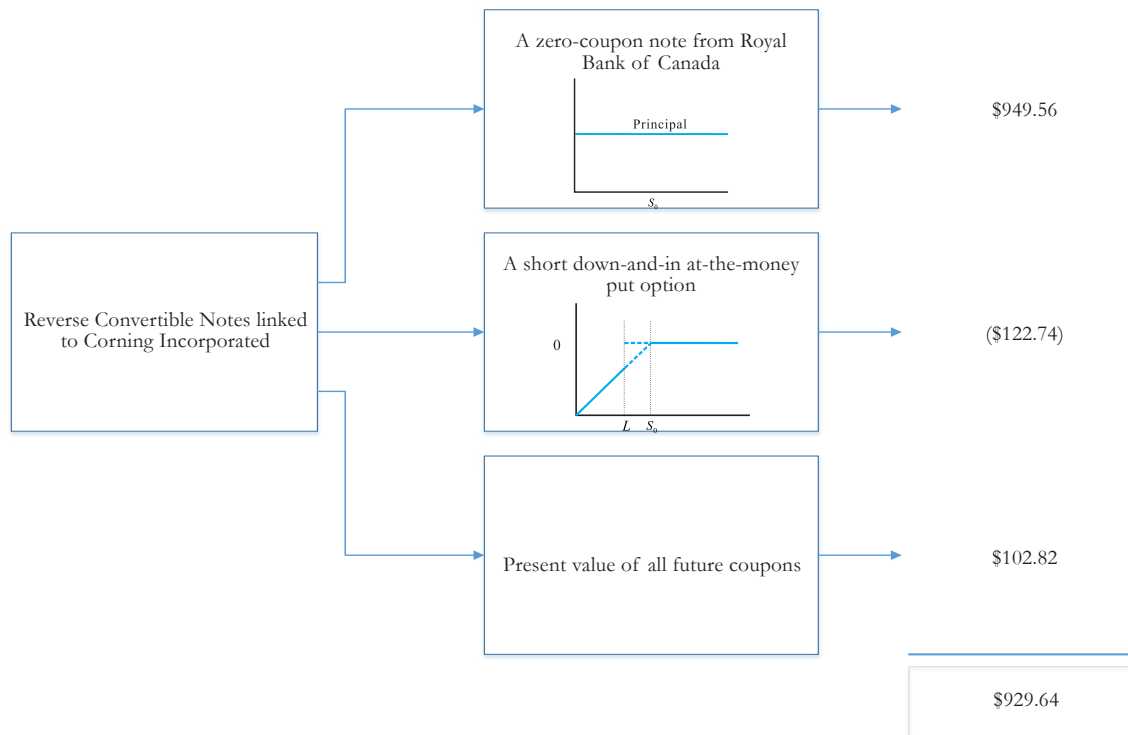 A zero-coupon note from Royal
Bank of Canada
Principal
S₀
$949.56
Reverse Convertible Notes linked
to Corning Incorporated
A short down-and-in at-the-money
put option
0
L S₀
($122.74)
Present value of all future coupons
$102.82
$929.64